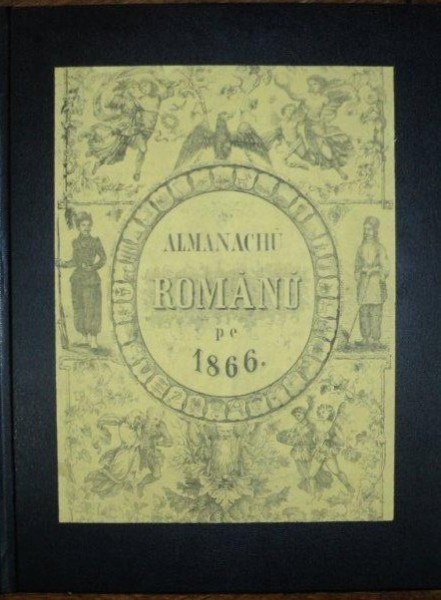 ALMANACHŬ
ROMÂNŬ
pe
1866.